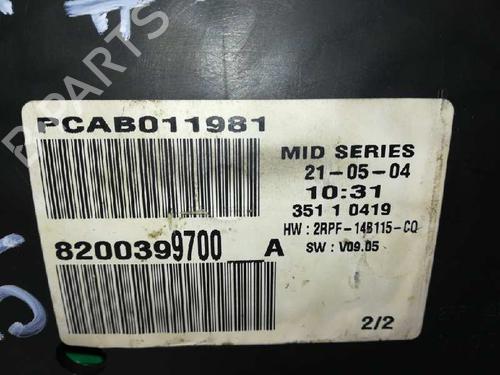 PCAB011981
MID SERIES
21-05-04
10:31
351 1 0419
HW : 2RPF-14B115-CQ
SW : V09.05
8200399700__A
2/2